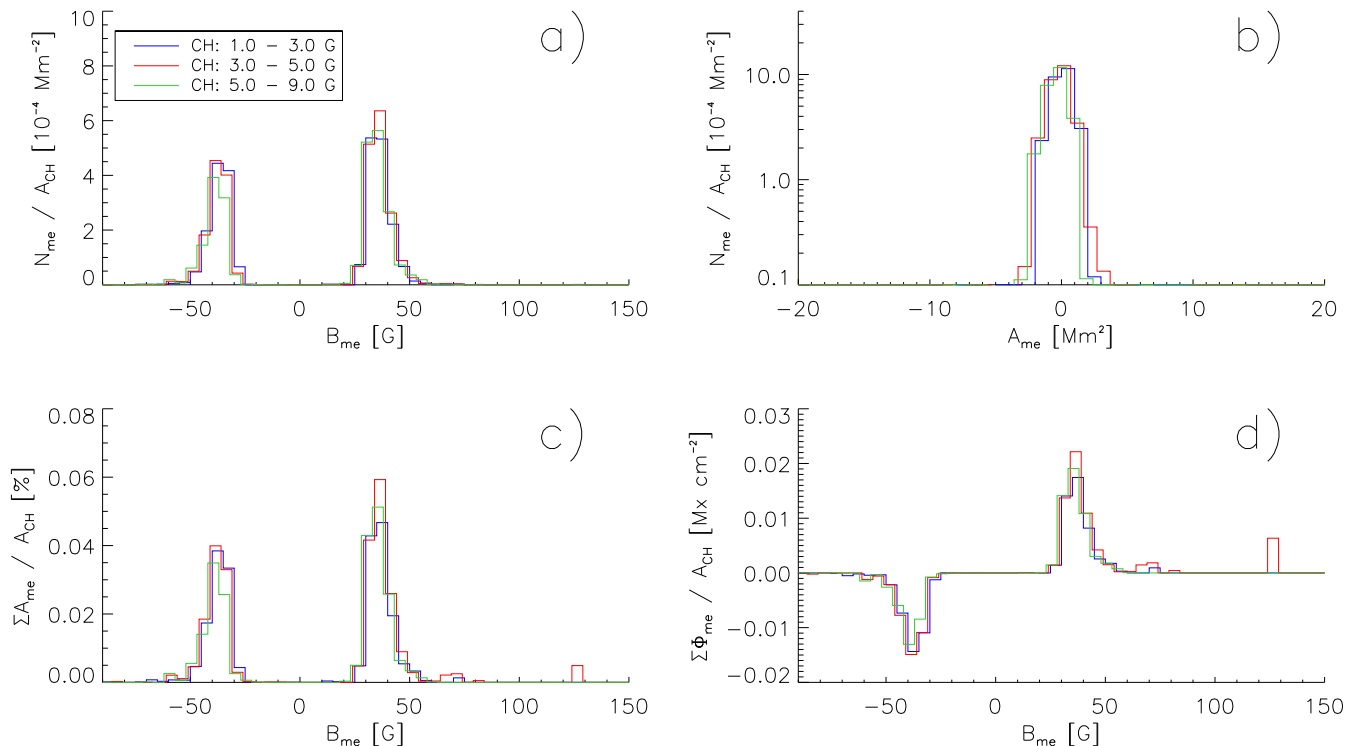 a)
CH: 1.0 – 3.0 G
CH: 3.0 – 5.0 G
CH: 5.0 – 9.0 G
N_me / A_CH [10⁻⁴ Mm⁻²]
10
8
6
4
2
0
−50 0 50 100 150
B_me [G]
b)
N_me / A_CH [10⁻⁴ Mm⁻²]
10.0
1.0
0.1
−20 −10 0 10 20
A_me [Mm²]
c)
ΣA_me / A_CH [%]
0.08
0.06
0.04
0.02
0.00
−50 0 50 100 150
B_me [G]
d)
ΣΦ_me / A_CH [Mx cm⁻²]
0.03
0.02
0.01
0.00
−0.01
−0.02
−50 0 50 100 150
B_me [G]